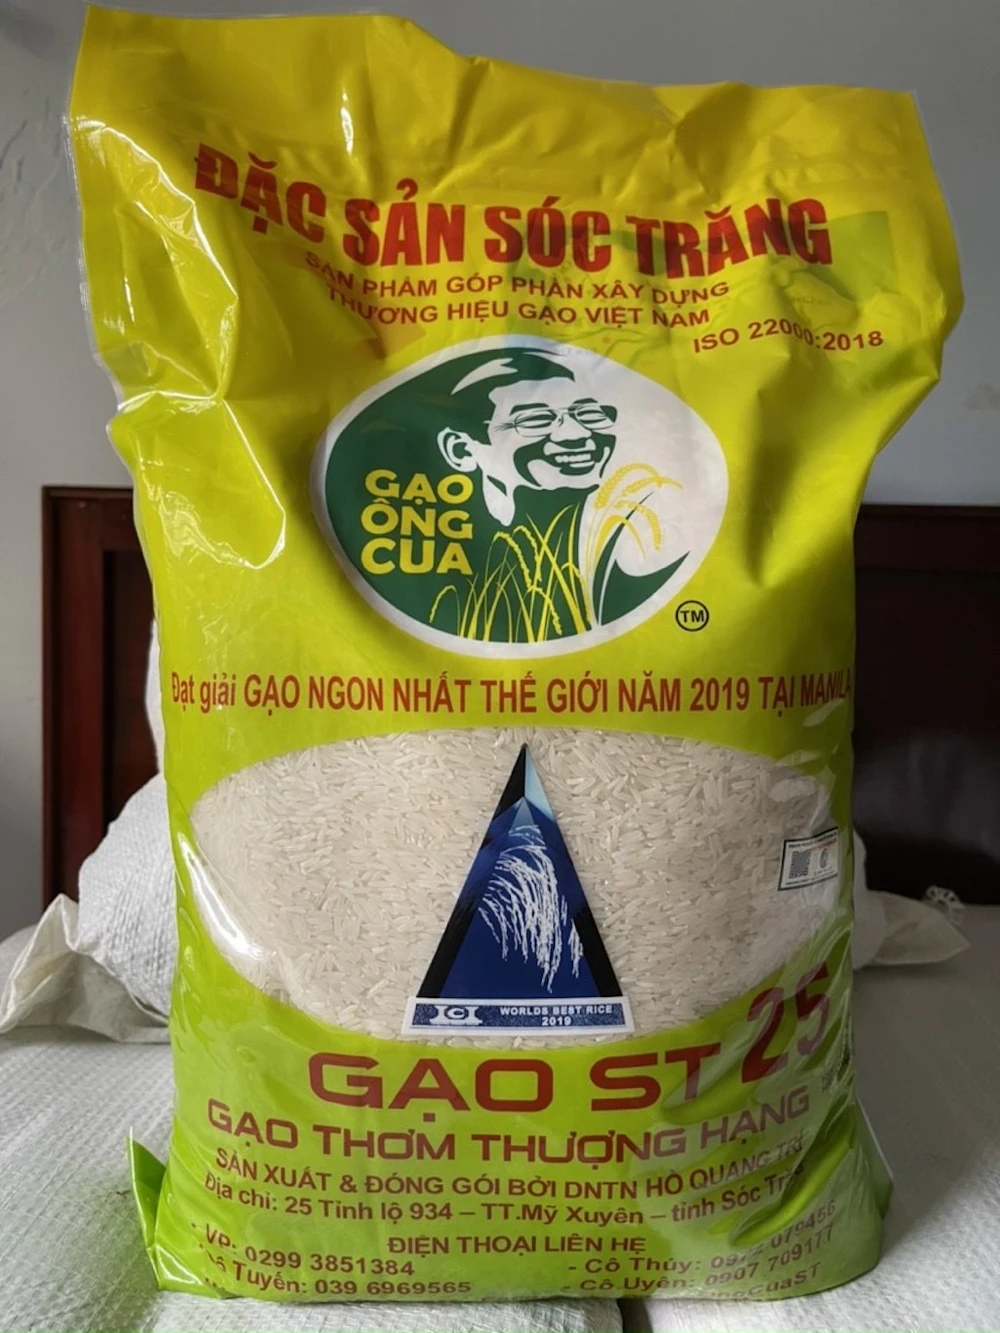 ĐẶC SẢN SÓC TRĂNG
SẢN PHẨM GÓP PHẦN XÂY DỰNG
THƯƠNG HIỆU GẠO VIỆT NAM
ISO 22000:2018
GẠO
ÔNG
CUA
TM
Đạt giải GẠO NGON NHẤT THẾ GIỚI NĂM 2019 TẠI MANILA
WORLDS BEST RICE
2019
GẠO ST 25
GẠO THƠM THƯỢNG HẠNG
SẢN XUẤT & ĐÓNG GÓI BỞI DNTN HỒ QUANG TRÍ
Địa chỉ: 25 Tỉnh lộ 934 – TT.Mỹ Xuyên – tỉnh Sóc
ĐIỆN THOẠI LIÊN HỆ
- VP: 0299 3851384
- Cô Thúy:
Tuyến: 039 6969565
- Cô Uyên: 0907 709177